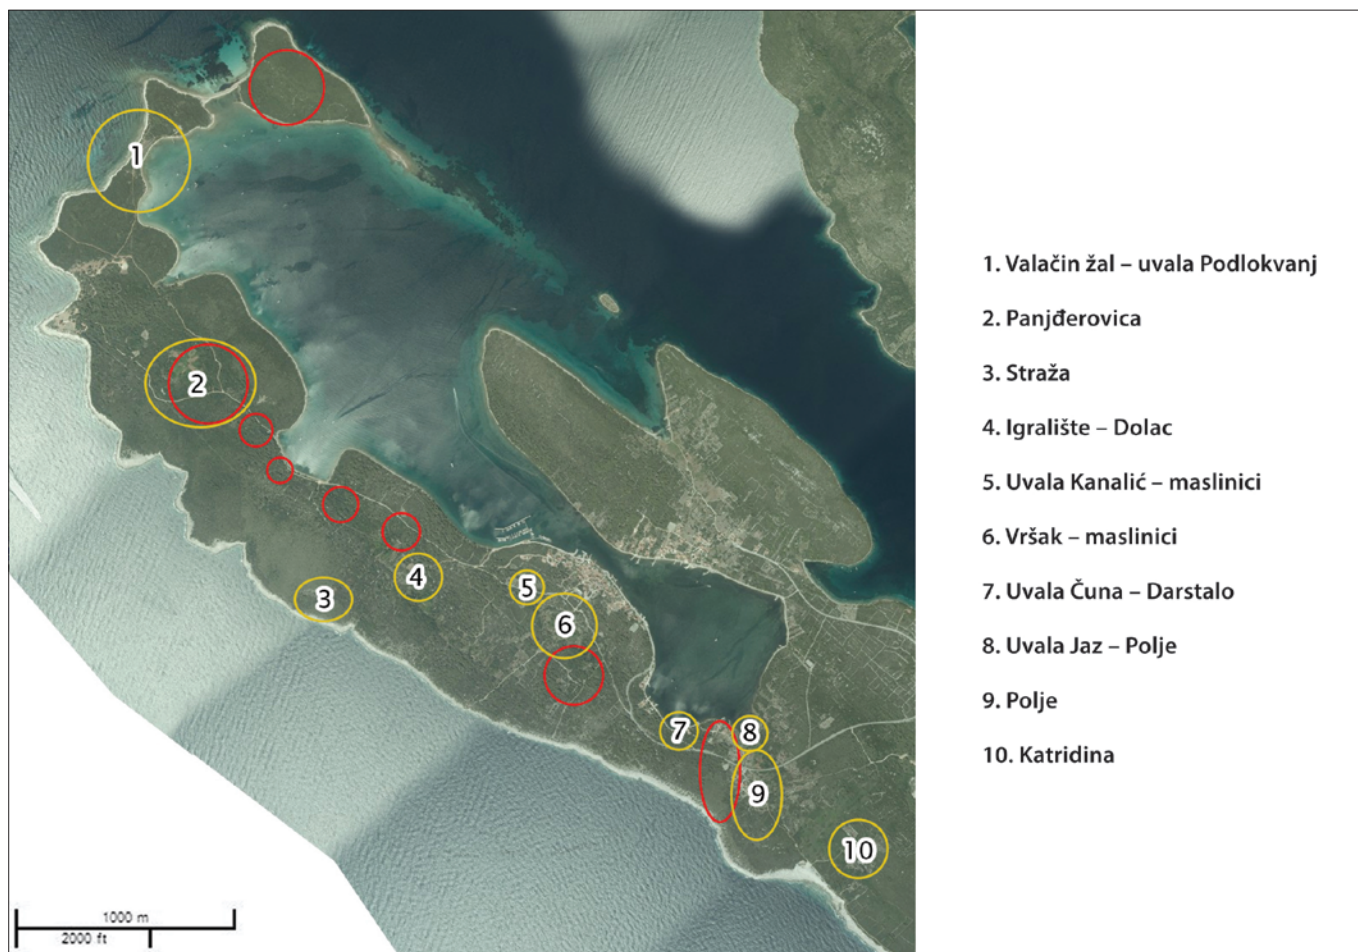 1
2
3
4
5
6
7
8
9
10
1000 m
2000 ft
1. Valačin žal – uvala Podlokvanj
2. Panjđerovica
3. Straža
4. Igralište – Dolac
5. Uvala Kanalić – maslinici
6. Vršak – maslinici
7. Uvala Čuna – Darstalo
8. Uvala Jaz – Polje
9. Polje
10. Katridina